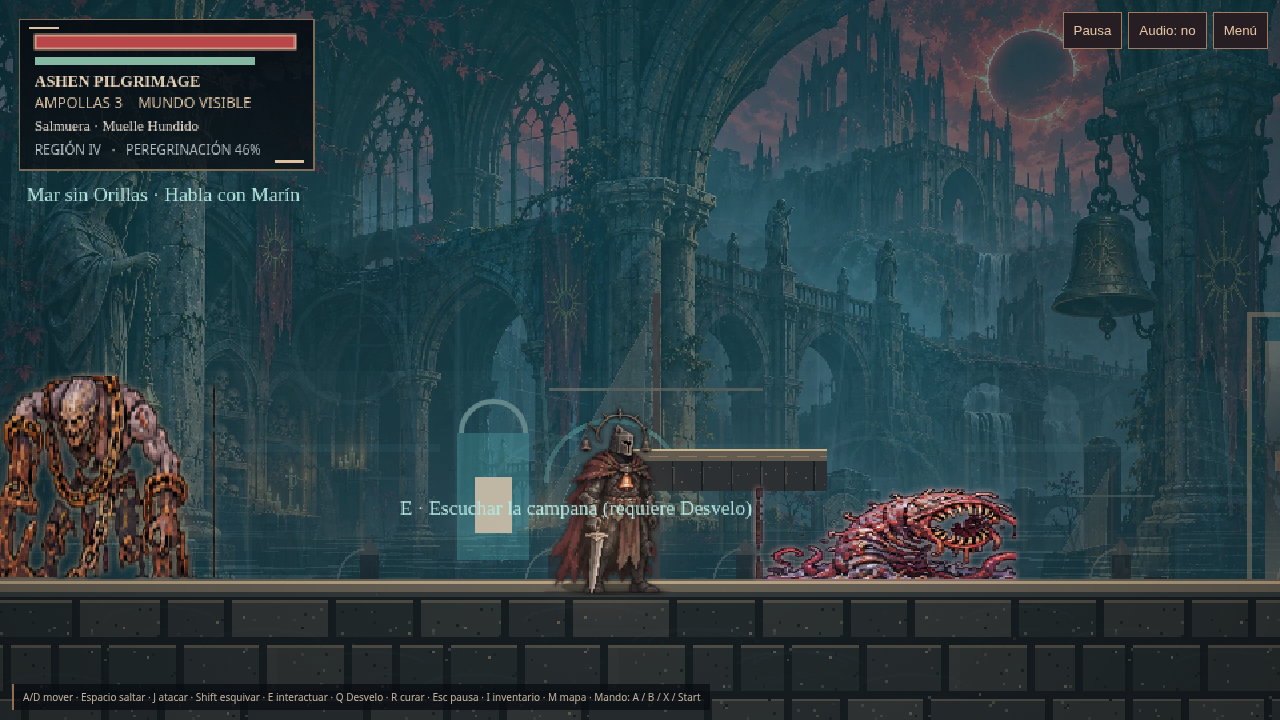 Pausa
Audio: no
Menú
ASHEN PILGRIMAGE
AMPOLLAS 3 MUNDO VISIBLE
Salmuera · Muelle Hundido
REGIÓN IV · PEREGRINACIÓN 46%
Mar sin Orillas · Habla con Marín
E · Escuchar la campana (requiere Desvelo)
A/D mover · Espacio saltar · J atacar · Shift esquivar · E interactuar · Q Desvelo · R curar · Esc pausa · I inventario · M mapa · Mando: A / B / X / Start